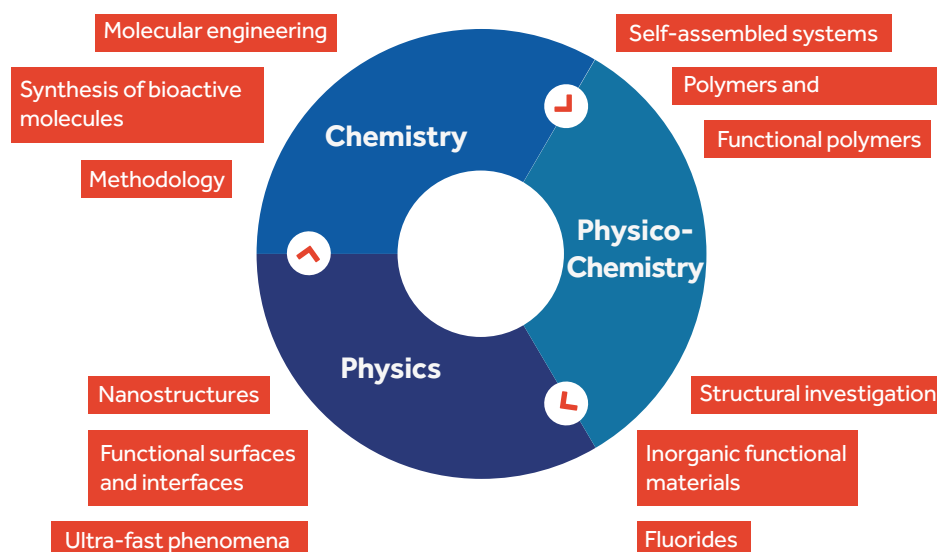 Molecular engineering
Synthesis of bioactive
molecules
Methodology
Chemistry
Self-assembled systems
Polymers and
Functional polymers
Physico-
Chemistry
Physics
Nanostructures
Functional surfaces
and interfaces
Ultra-fast phenomena
Structural investigation
Inorganic functional
materials
Fluorides